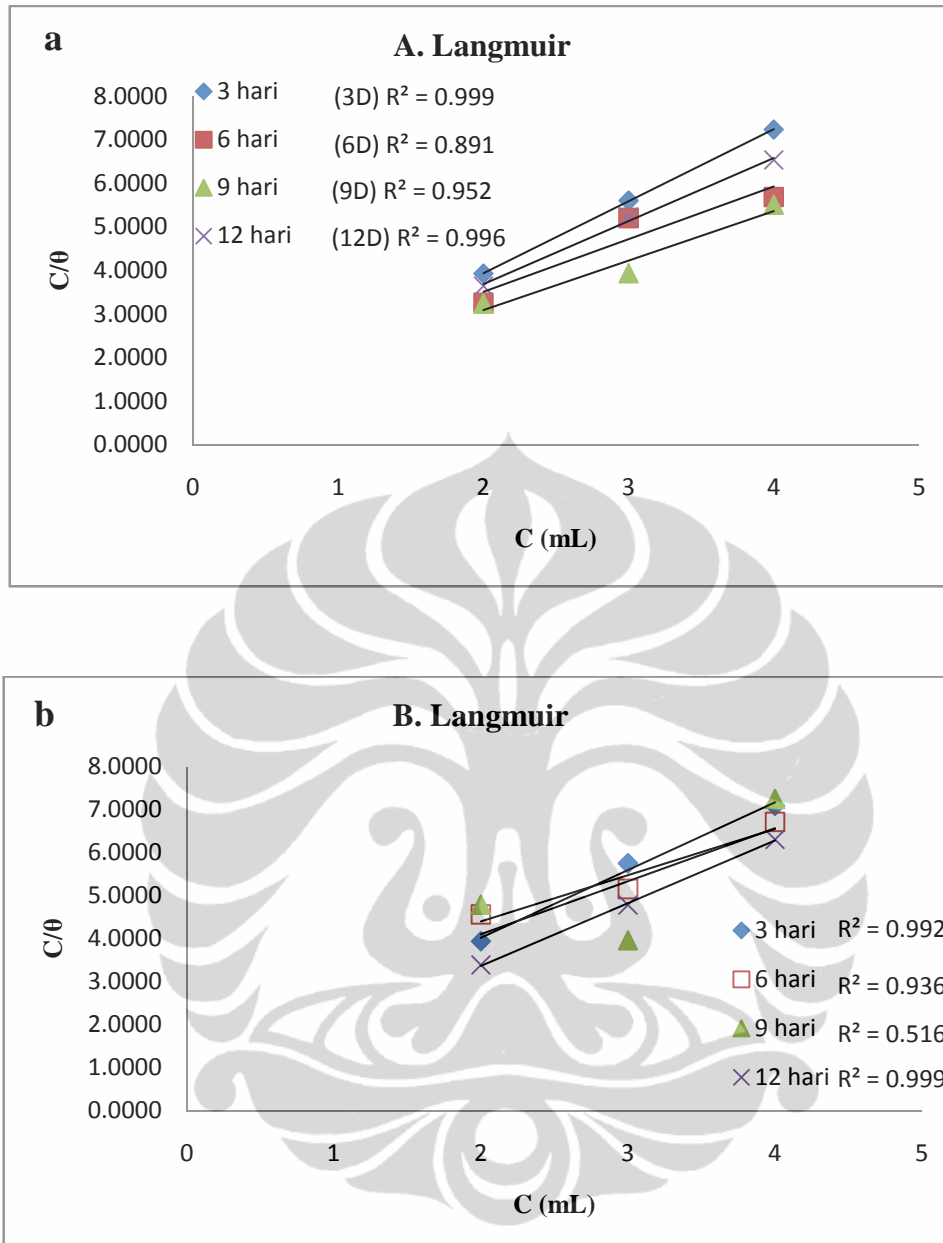 a
A. Langmuir
8.0000
7.0000
6.0000
5.0000
4.0000
3.0000
2.0000
1.0000
0.0000
C/θ
3 hari (3D) R² = 0.999
6 hari (6D) R² = 0.891
9 hari (9D) R² = 0.952
12 hari (12D) R² = 0.996
0 1 2 3 4 5
C (mL)
b
B. Langmuir
8.0000
7.0000
6.0000
5.0000
4.0000
3.0000
2.0000
1.0000
0.0000
C/θ
3 hari R² = 0.992
6 hari R² = 0.936
9 hari R² = 0.516
12 hari R² = 0.999
0 1 2 3 4 5
C (mL)